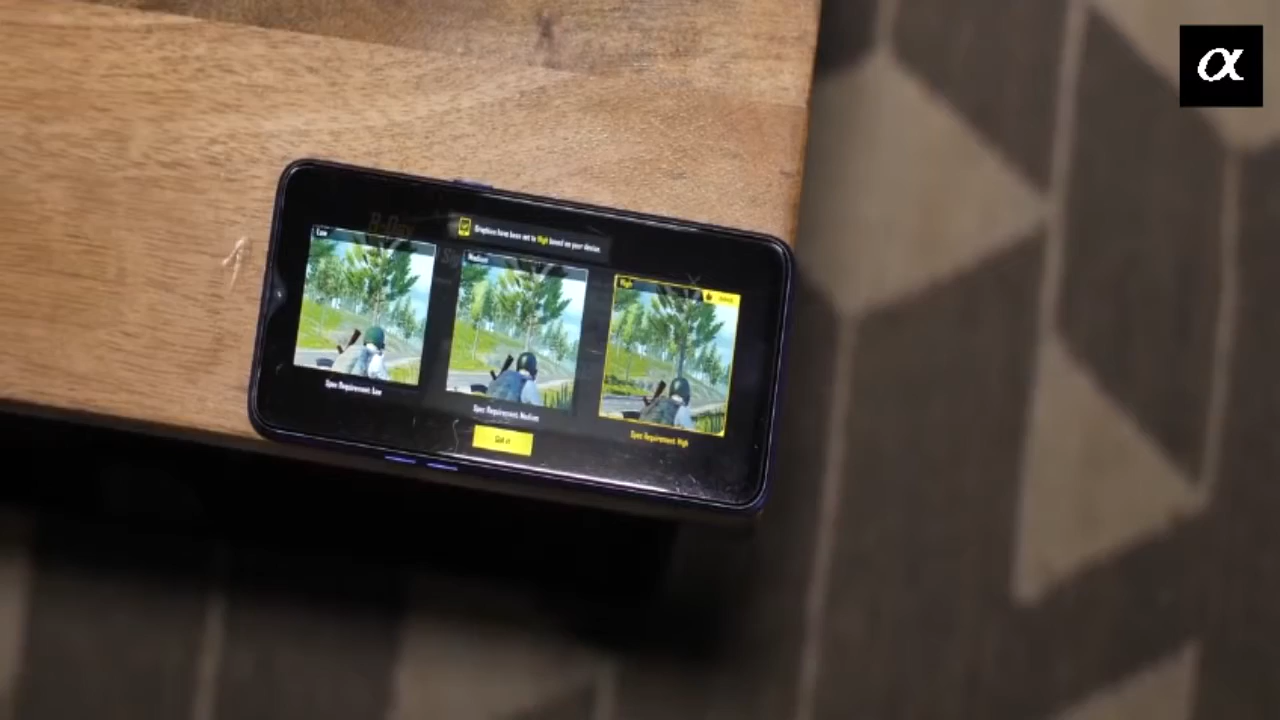 α
Graphics have been set to High based on your device.
Low
Medium
High
Spec Requirement: Low
Spec Requirement: Medium
Spec Requirement: High
Got it